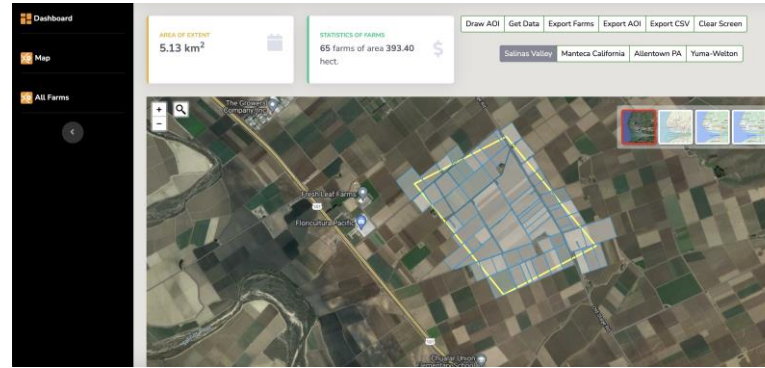 Dashboard
Map
All Farms
AREA OF EXTENT
5.13 km²
STATISTICS OF FARMS
65 farms of area 393.40
hect.
$
Draw AOI Get Data Export Farms Export AOI Export CSV Clear Screen
Salinas Valley Manteca California Allentown PA Yuma-Welton
+
-
The Growers
Company, Inc
Fresh Leaf Farms
101
Floricultura Pacific
101
Chualar Union
Elementary School